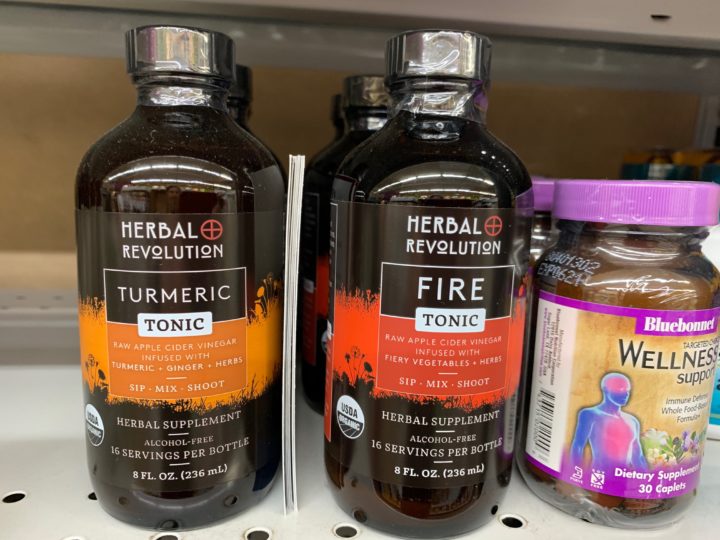 HERBAL
REVOLUTION
TURMERIC
TONIC
RAW APPLE CIDER VINEGAR
INFUSED WITH
TURMERIC + GINGER + HERBS
SIP · MIX · SHOOT
USDA
ORGANIC
HERBAL SUPPLEMENT
ALCOHOL-FREE
16 SERVINGS PER BOTTLE
8 FL. OZ. (236 mL)
HERBAL
REVOLUTION
FIRE
TONIC
RAW APPLE CIDER VINEGAR
INFUSED WITH
FIERY VEGETABLES + HERBS
SIP · MIX · SHOOT
USDA
ORGANIC
HERBAL SUPPLEMENT
ALCOHOL-FREE
16 SERVINGS PER BOTTLE
8 FL. OZ. (236 mL)
Bluebonnet
WELLNESS
support
Immune Defense
Whole Food-Based
Formula
Dietary Supplement
30 Caplets